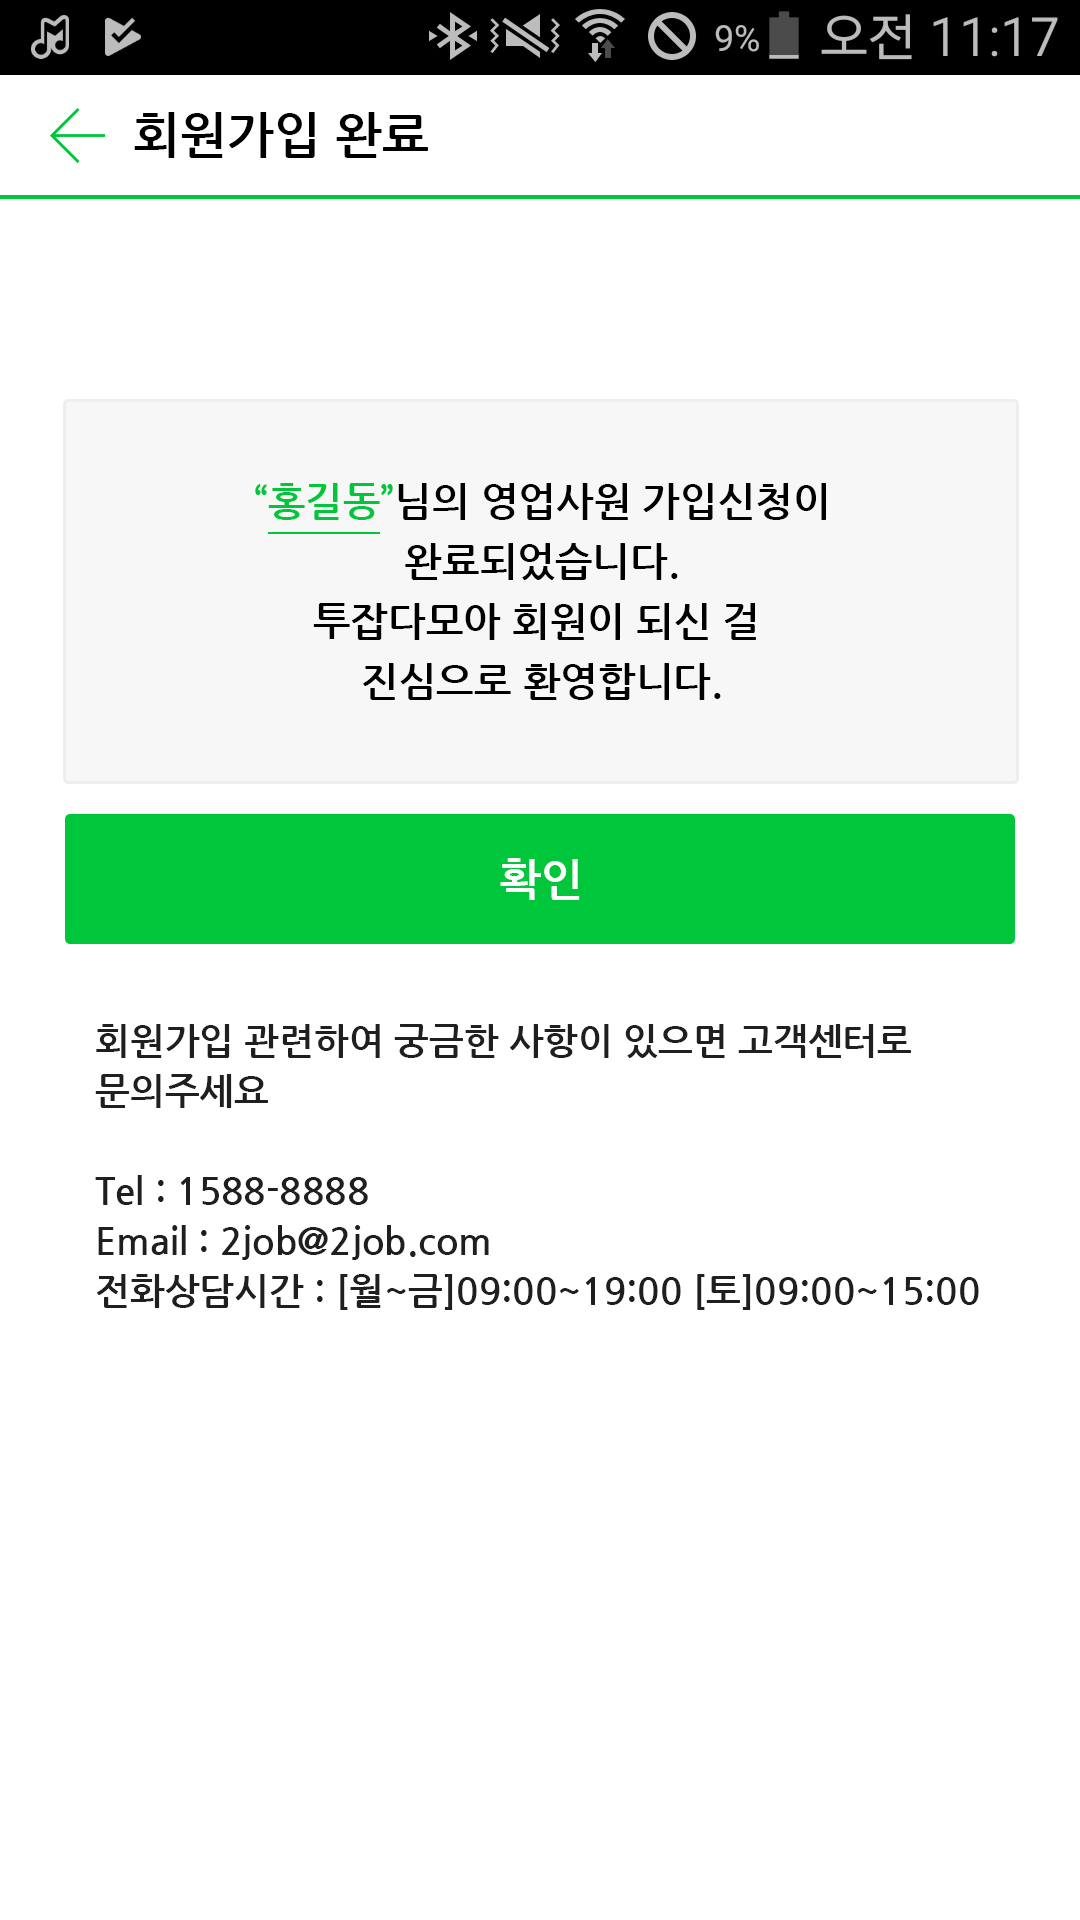 9% 오전 11:17
회원가입 완료
“홍길동”님의 영업사원 가입신청이
완료되었습니다.
투잡다모아 회원이 되신 걸
진심으로 환영합니다.
확인
회원가입 관련하여 궁금한 사항이 있으면 고객센터로
문의주세요
Tel : 1588-8888
Email : 2job@2job.com
전화상담시간 : [월~금]09:00~19:00 [토]09:00~15:00